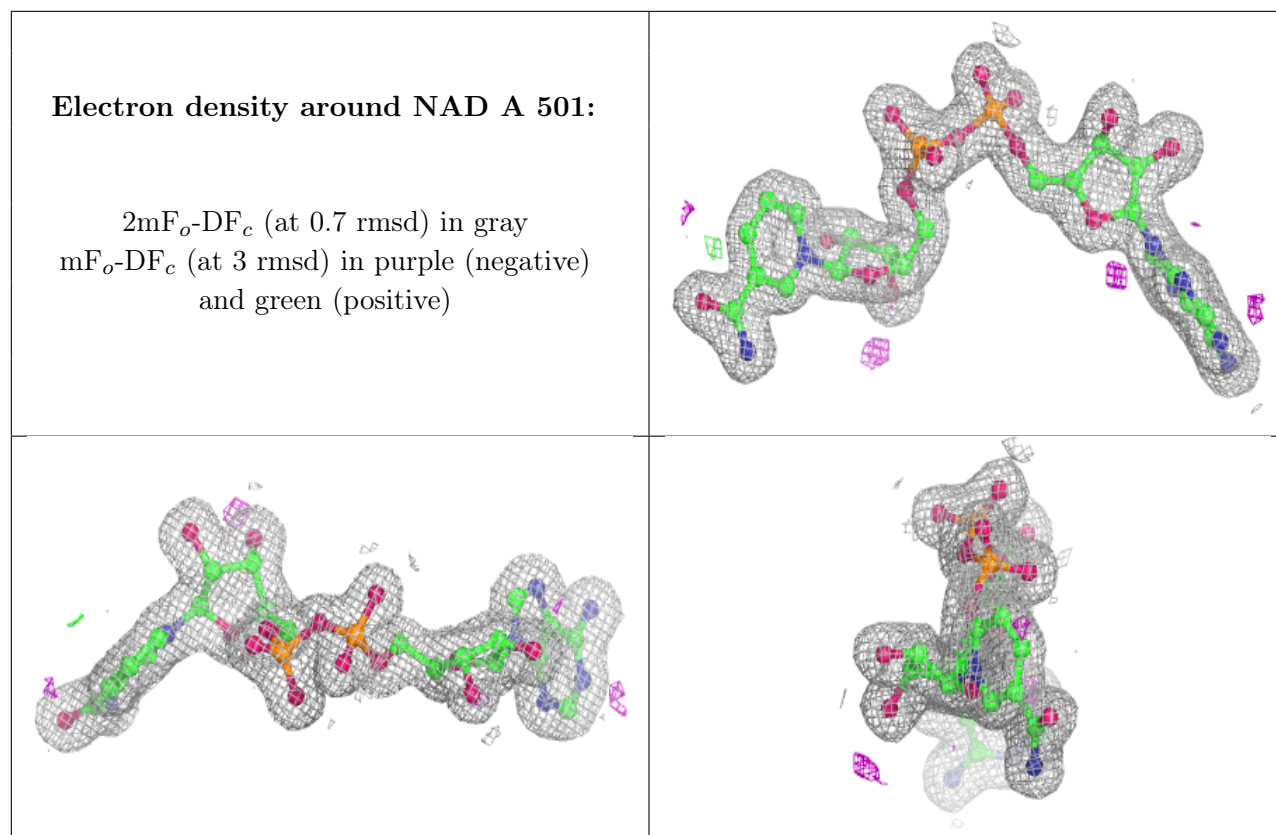 Electron density around NAD A 501:
2mFo-DFc (at 0.7 rmsd) in gray
mFo-DFc (at 3 rmsd) in purple (negative)
and green (positive)